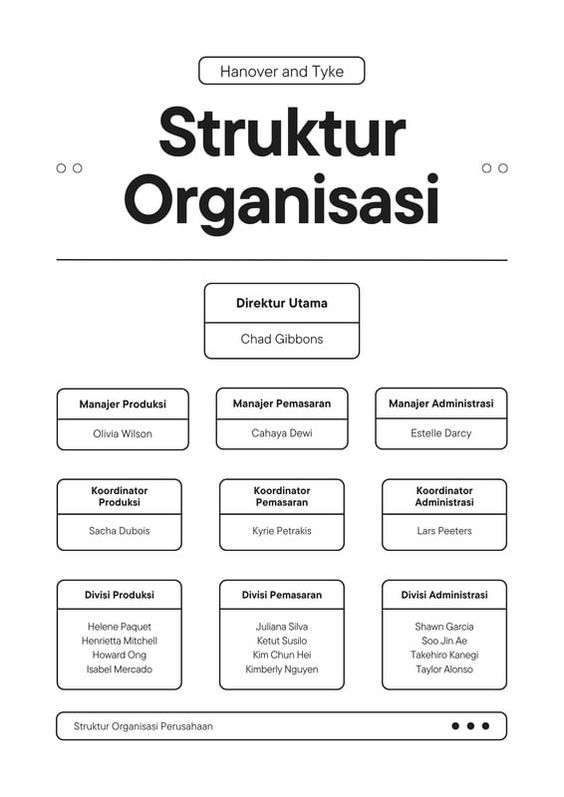 Hanover and Tyke
Struktur
Organisasi
Direktur Utama
Chad Gibbons
Manajer Produksi
Olivia Wilson
Manajer Pemasaran
Cahaya Dewi
Manajer Administrasi
Estelle Darcy
Koordinator
Produksi
Sacha Dubois
Koordinator
Pemasaran
Kyrie Petrakis
Koordinator
Administrasi
Lars Peeters
Divisi Produksi
Helene Paquet
Henrietta Mitchell
Howard Ong
Isabel Mercado
Divisi Pemasaran
Juliana Silva
Ketut Susilo
Kim Chun Hei
Kimberly Nguyen
Divisi Administrasi
Shawn Garcia
Soo Jin Ae
Takehiro Kanegi
Taylor Alonso
Struktur Organisasi Perusahaan